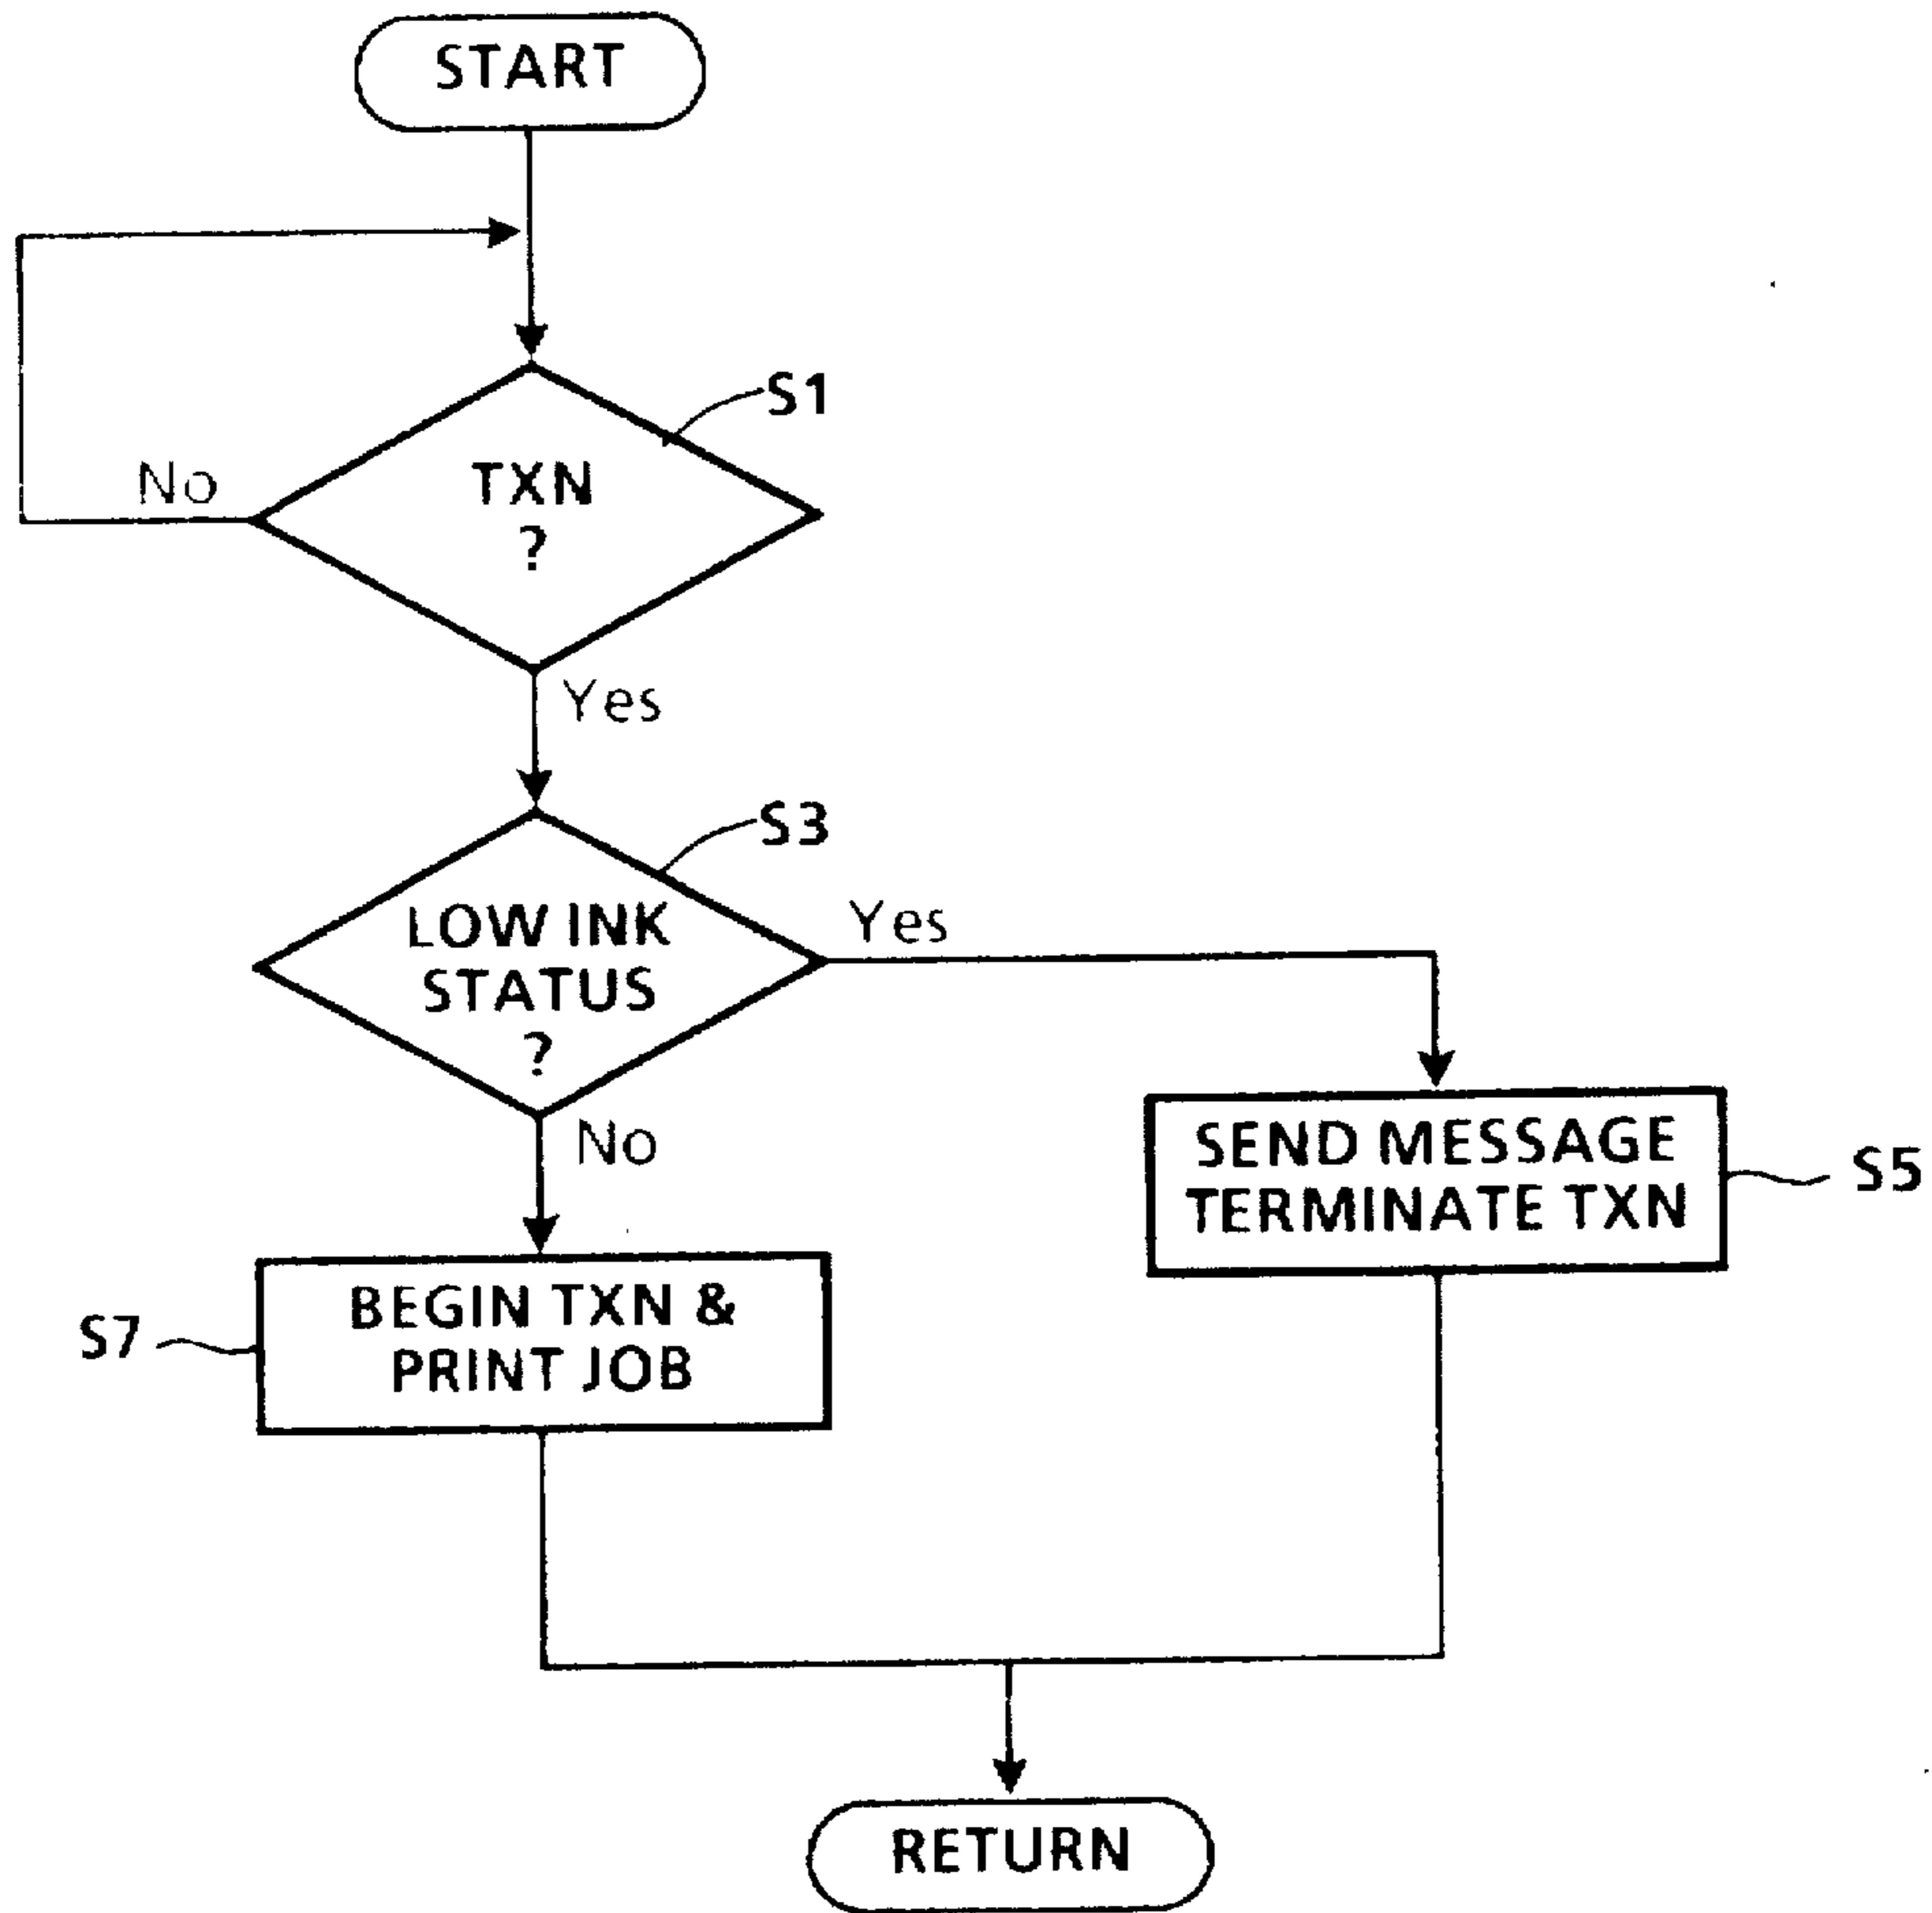 START
S1
TXN
?
No
Yes
S3
LOW INK
STATUS
?
Yes
No
SEND MESSAGE
TERMINATE TXN
S5
S7
BEGIN TXN &
PRINT JOB
RETURN